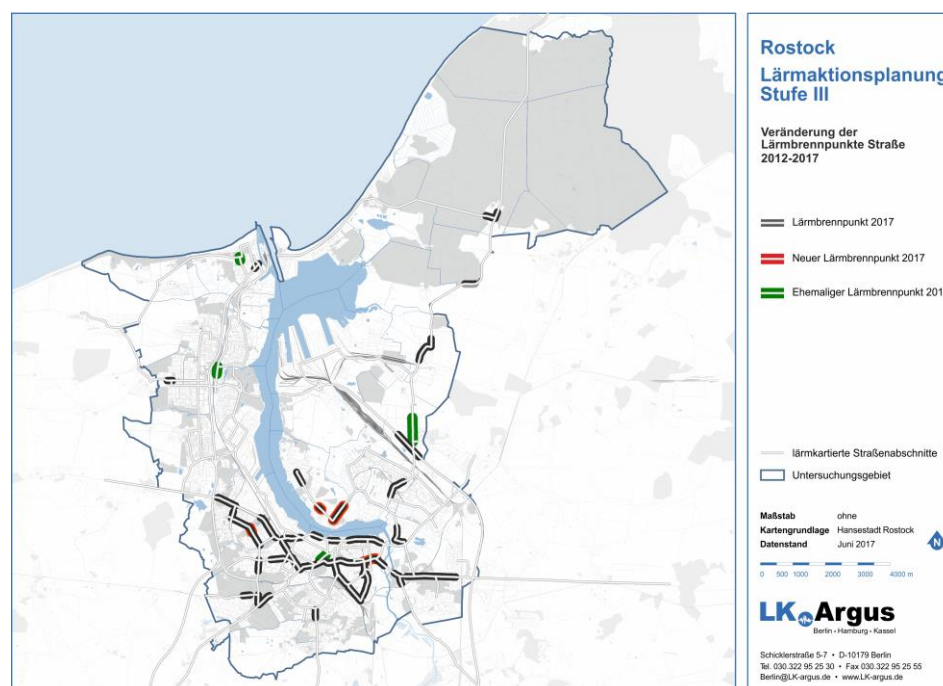 Rostock
Lärmaktionsplanung
Stufe III
Veränderung der
Lärmbrennpunkte Straße
2012-2017
Lärmbrennpunkt 2017
Neuer Lärmbrennpunkt 2017
Ehemaliger Lärmbrennpunkt 201
lärmkartierte Straßenabschnitte
Untersuchungsgebiet
Maßstab ohne
Kartengrundlage Hansestadt Rostock
Datenstand Juni 2017
N
0 500 1000 2000 3000 4000 m
LK Argus
Berlin • Hamburg • Kassel
Schicklerstraße 5-7 • D-10179 Berlin
Tel. 030.322 95 25 30 • Fax 030.322 95 25 55
Berlin@LK-argus.de • www.LK-argus.de